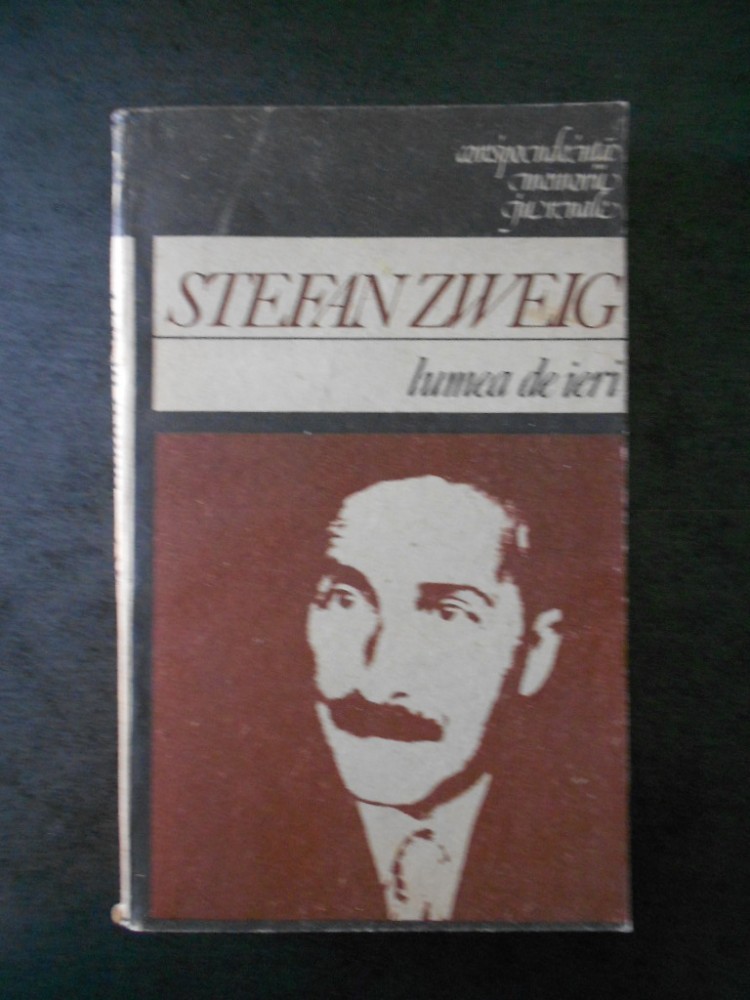 corespondențe
memorii
jurnale
STEFAN ZWEIG
lumea de ieri